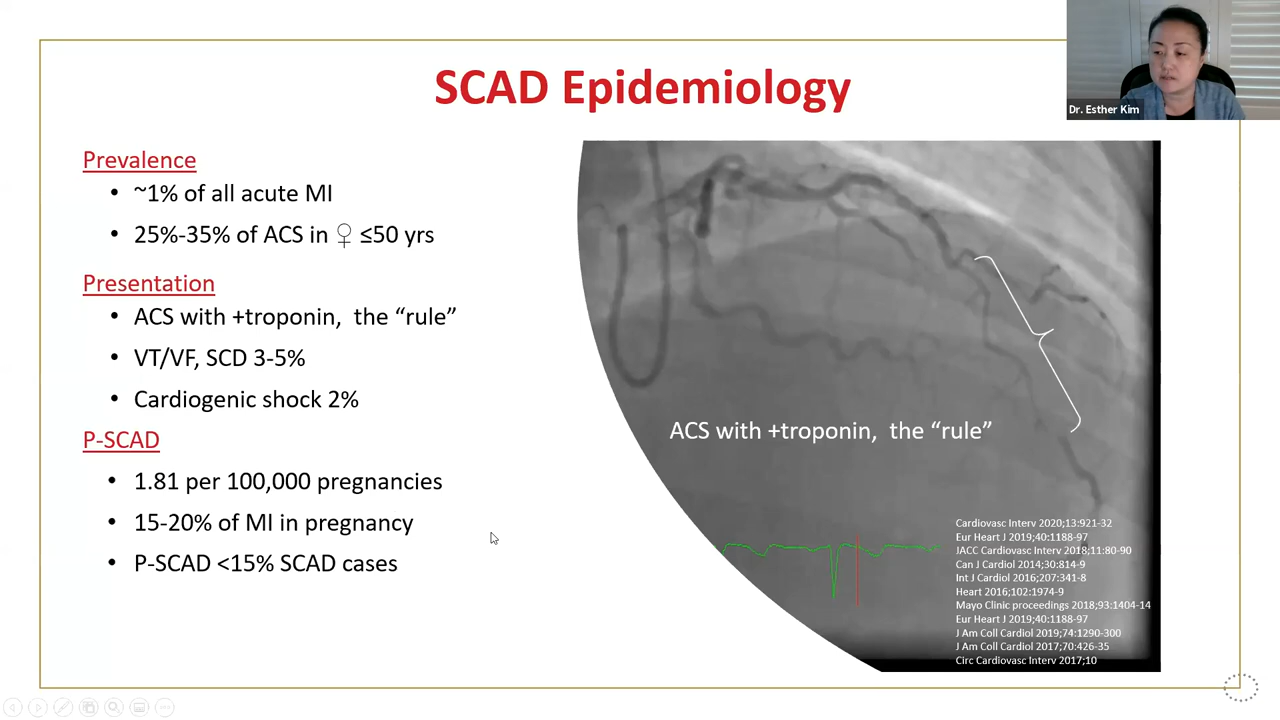 SCAD Epidemiology
Dr. Esther Kim
Prevalence
• ~1% of all acute MI
• 25%-35% of ACS in ♀ ≤50 yrs
Presentation
• ACS with +troponin, the “rule”
• VT/VF, SCD 3-5%
• Cardiogenic shock 2%
P-SCAD
• 1.81 per 100,000 pregnancies
• 15-20% of MI in pregnancy
• P-SCAD <15% SCAD cases
ACS with +troponin, the “rule”
Cardiovasc Interv 2020;13:921-32
Eur Heart J 2019;40:1188-97
JACC Cardiovasc Interv 2018;11:80-90
Can J Cardiol 2014;30:814-9
Int J Cardiol 2016;207:341-8
Heart 2016;102:1974-9
Mayo Clinic proceedings 2018;93:1404-14
Eur Heart J 2019;40:1188-97
J Am Coll Cardiol 2019;74:1290-300
J Am Coll Cardiol 2017;70:426-35
Circ Cardiovasc Interv 2017;10